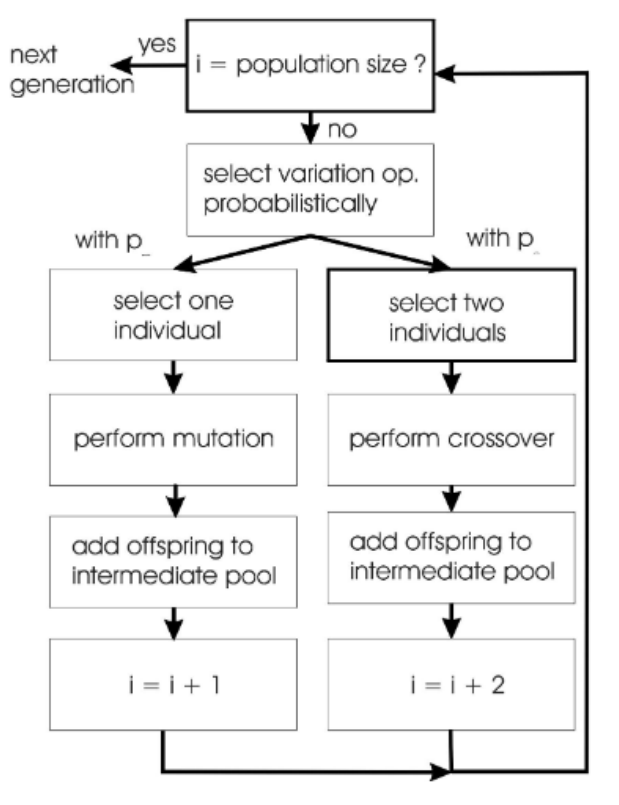 yes
next
generation
i = population size ?
no
select variation op.
probabilistically
with p_
with p_
select one
individual
select two
individuals
perform mutation
perform crossover
add offspring to
intermediate pool
add offspring to
intermediate pool
i = i + 1
i = i + 2